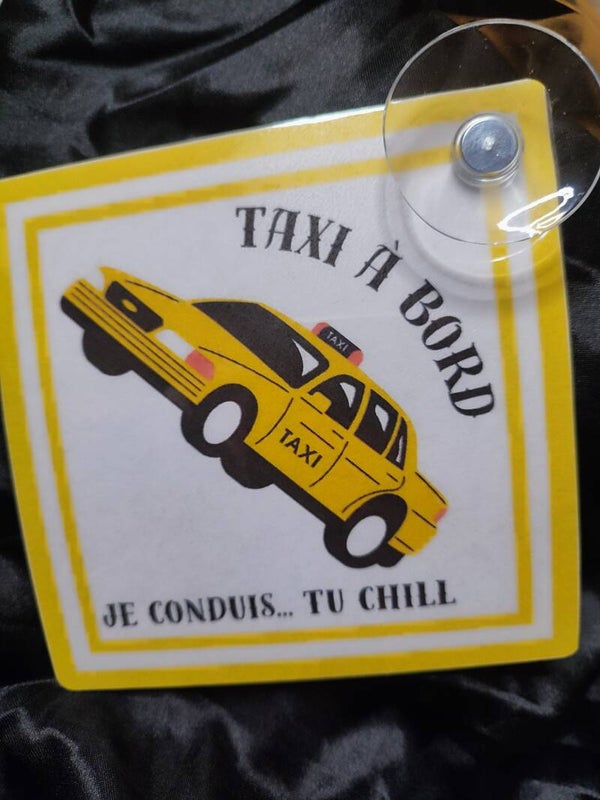 TAXI À BORD
TAXI
TAXI
JE CONDUIS... TU CHILL